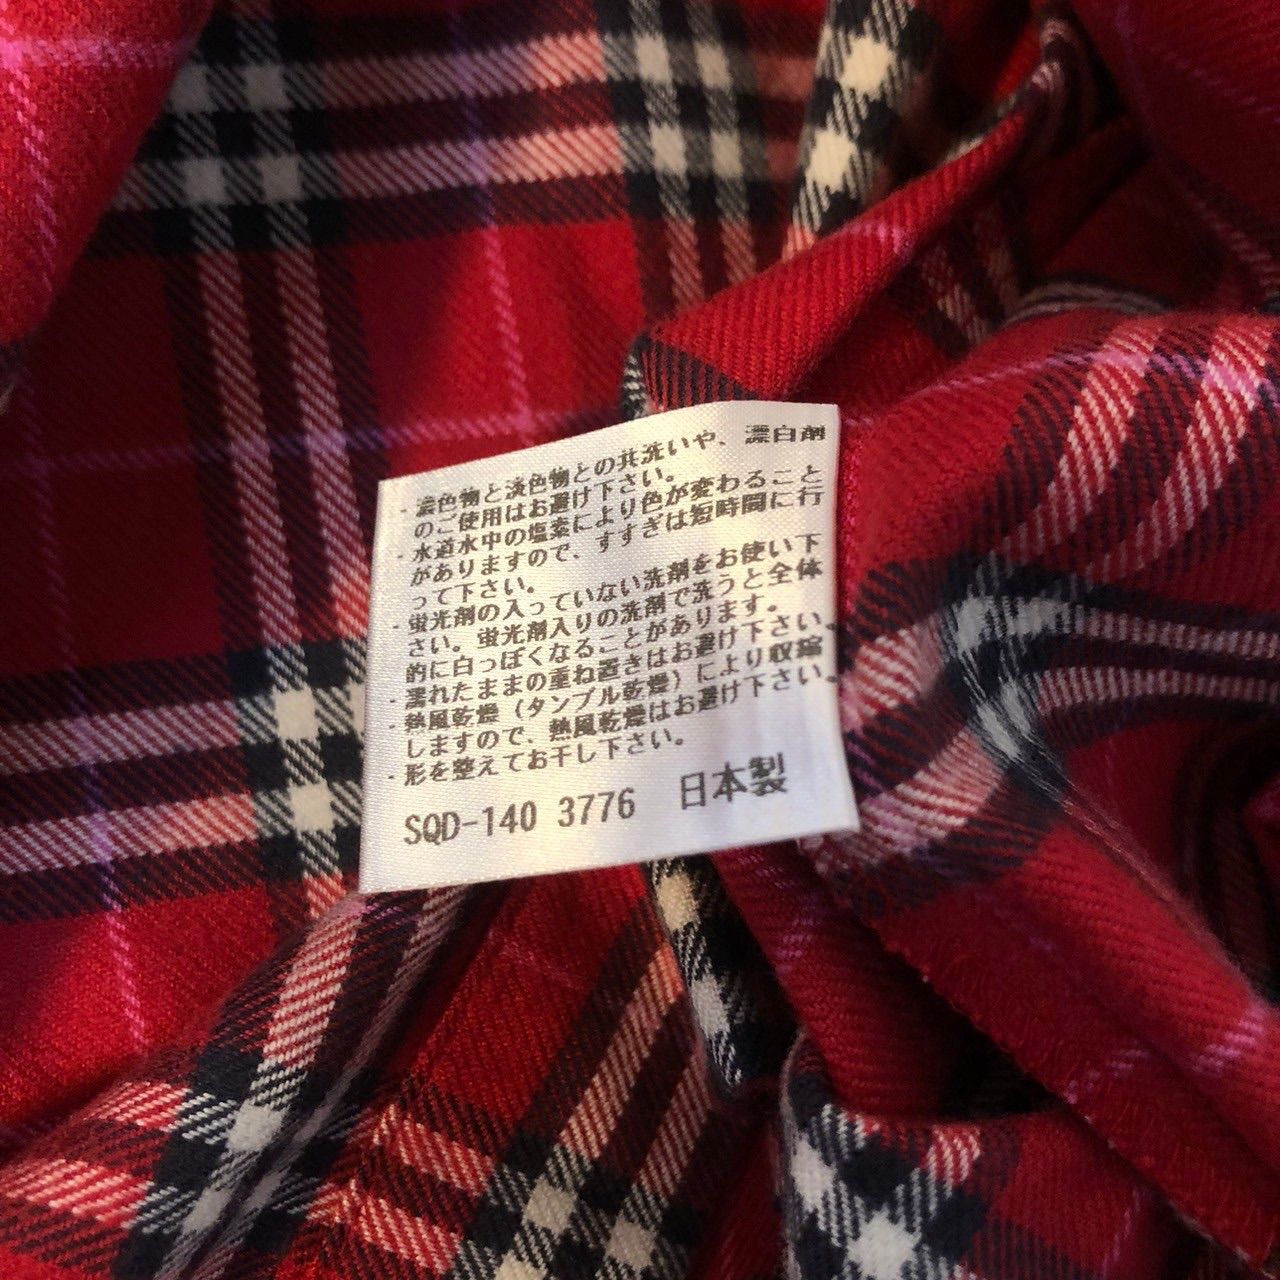 ・濃色物と淡色物との共洗いや、漂白剤
のご使用はお避け下さい。
・水道水中の塩素により色が変わること
がありますので、すすぎは短時間に行
って下さい。
・蛍光剤の入っていない洗剤をお使い下
さい。蛍光剤入りの洗剤で洗うと全体
的に白っぽくなることがあります。
・濡れたままの重ね置きはお避け下さい。
・熱風乾燥（タンブル乾燥）により収縮
しますので、熱風乾燥はお避け下さい。
・形を整えてお干し下さい。
SQD-140 3776 日本製